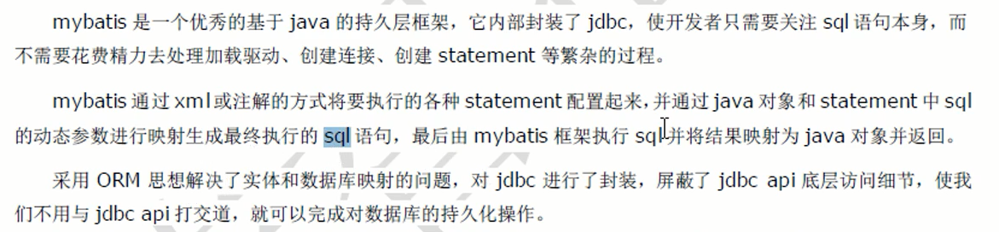 mybatis 是一个优秀的基于 java 的持久层框架，它内部封装了 jdbc，使开发者只需要关注 sql 语句本身，而
不需要花费精力去处理加载驱动、创建连接、创建 statement 等繁杂的过程。
mybatis 通过 xml 或注解的方式将要执行的各种 statement 配置起来，并通过 java 对象和 statement 中 sql
的动态参数进行映射生成最终执行的 sql 语句，最后由 mybatis 框架执行 sql 并将结果映射为 java 对象并返回。
采用 ORM 思想解决了实体和数据库映射的问题，对 jdbc 进行了封装，屏蔽了 jdbc api 底层访问细节，使我
们不用与 jdbc api 打交道，就可以完成对数据库的持久化操作。